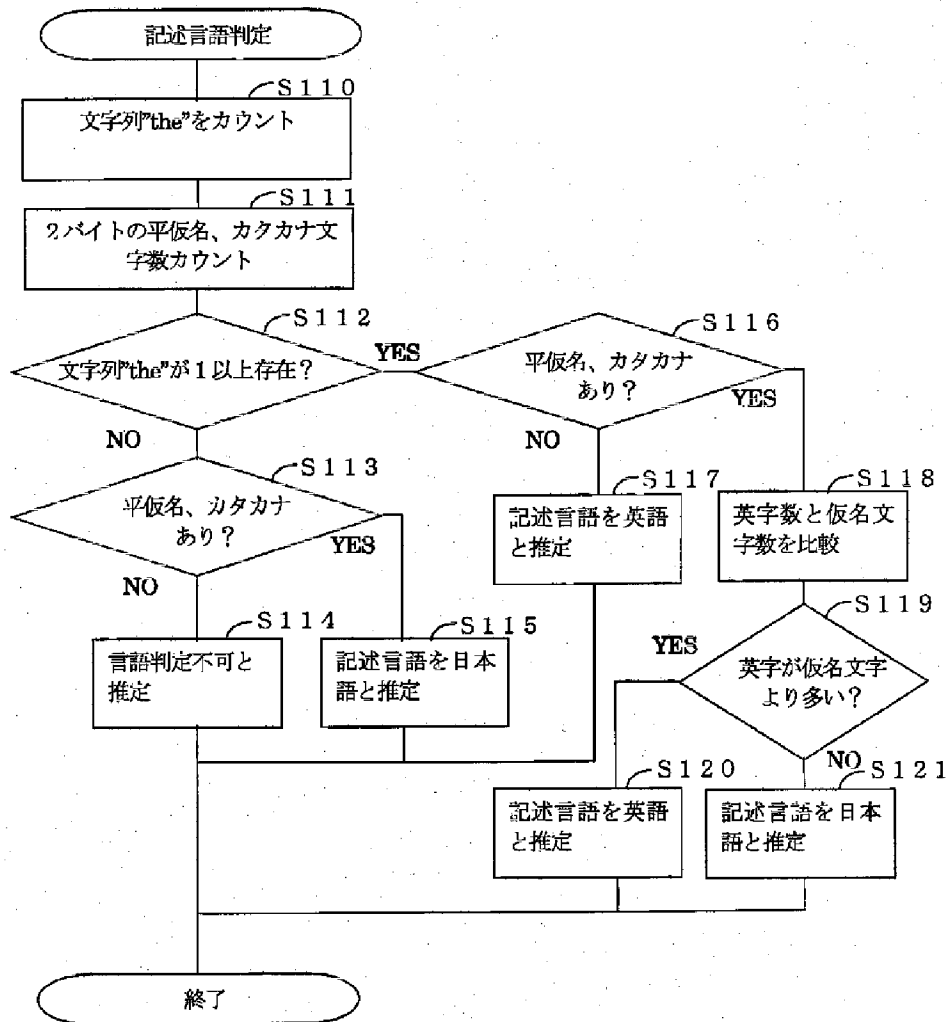 記述言語判定
S110
文字列"the"をカウント
S111
2バイトの平仮名、カタカナ文
字数カウント
S112
文字列"the"が1以上存在?
YES
NO
S116
平仮名、カタカナ
あり?
YES
NO
S113
平仮名、カタカナ
あり?
YES
NO
S117
記述言語を英語
と推定
S118
英字数と仮名文
字数を比較
S114
言語判定不可と
推定
S115
記述言語を日本
語と推定
S119
英字が仮名文字
より多い?
YES
NO
S120
記述言語を英語
と推定
S121
記述言語を日本
語と推定
終了